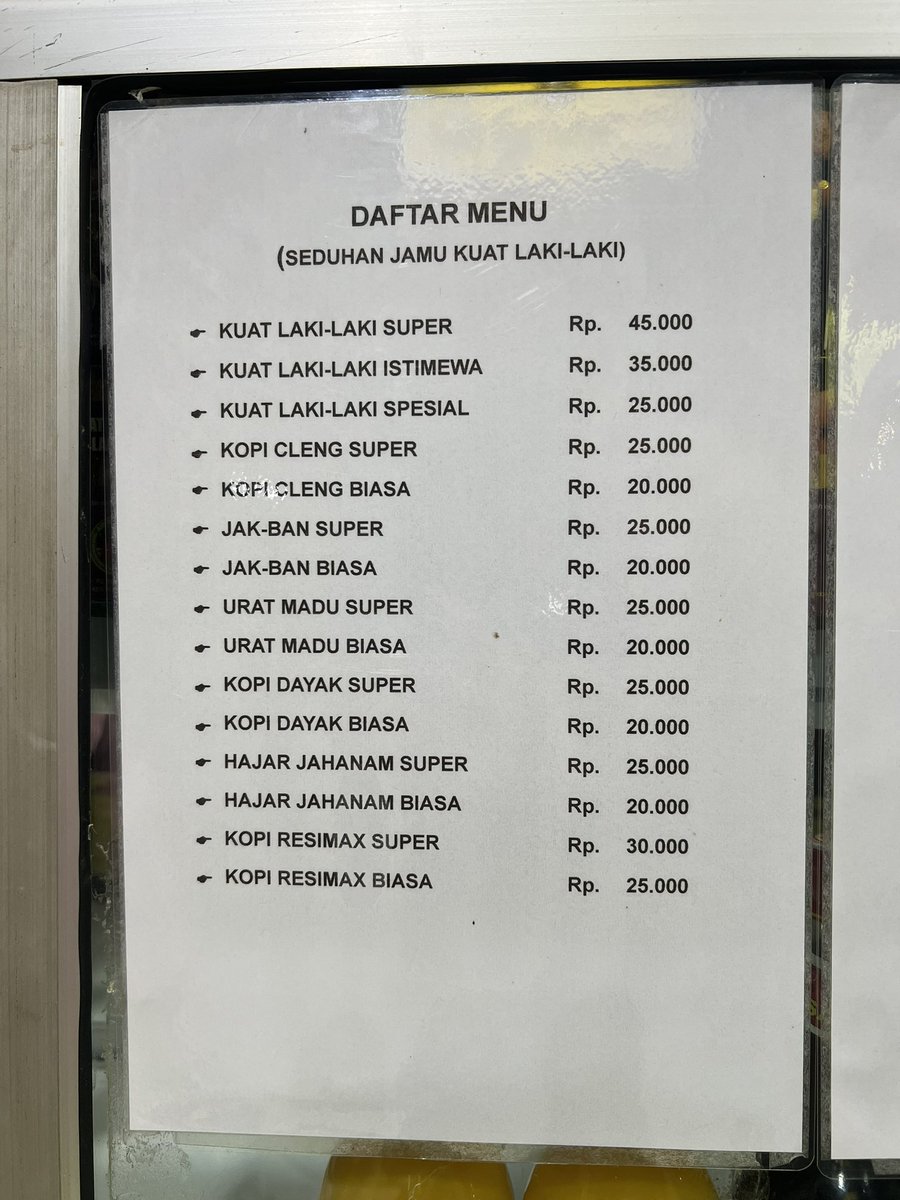 DAFTAR MENU
(SEDUHAN JAMU KUAT LAKI-LAKI)
KUAT LAKI-LAKI SUPER Rp. 45.000
KUAT LAKI-LAKI ISTIMEWA Rp. 35.000
KUAT LAKI-LAKI SPESIAL Rp. 25.000
KOPI CLENG SUPER Rp. 25.000
KOPI CLENG BIASA Rp. 20.000
JAK-BAN SUPER Rp. 25.000
JAK-BAN BIASA Rp. 20.000
URAT MADU SUPER Rp. 25.000
URAT MADU BIASA Rp. 20.000
KOPI DAYAK SUPER Rp. 25.000
KOPI DAYAK BIASA Rp. 20.000
HAJAR JAHANAM SUPER Rp. 25.000
HAJAR JAHANAM BIASA Rp. 20.000
KOPI RESIMAX SUPER Rp. 30.000
KOPI RESIMAX BIASA Rp. 25.000